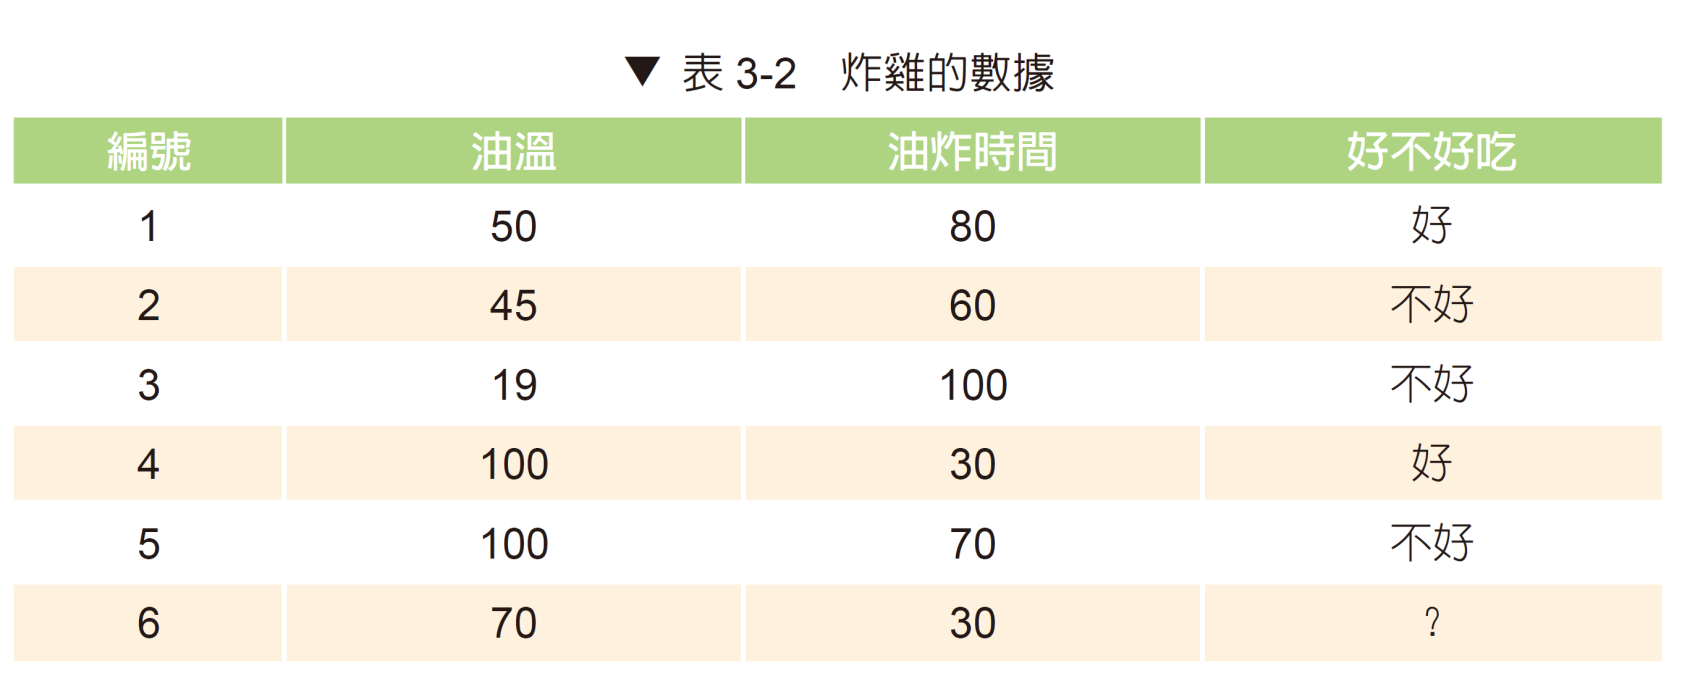 ▼ 表 3-2 炸雞的數據
編號 油溫 油炸時間 好不好吃
1 50 80 好
2 45 60 不好
3 19 100 不好
4 100 30 好
5 100 70 不好
6 70 30 ?